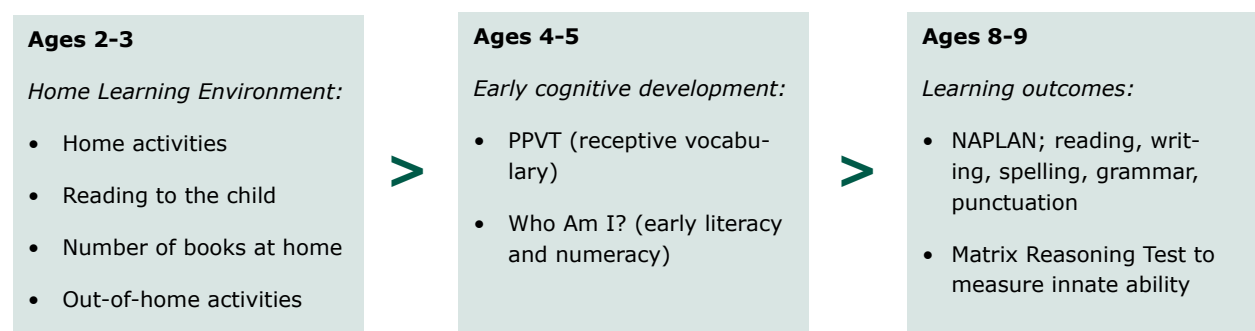 Ages 2-3
Home Learning Environment:
• Home activities
• Reading to the child
• Number of books at home
• Out-of-home activities
>
Ages 4-5
Early cognitive development:
• PPVT (receptive vocabu-
lary)
• Who Am I? (early literacy
and numeracy)
>
Ages 8-9
Learning outcomes:
• NAPLAN; reading, writ-
ing, spelling, grammar,
punctuation
• Matrix Reasoning Test to
measure innate ability